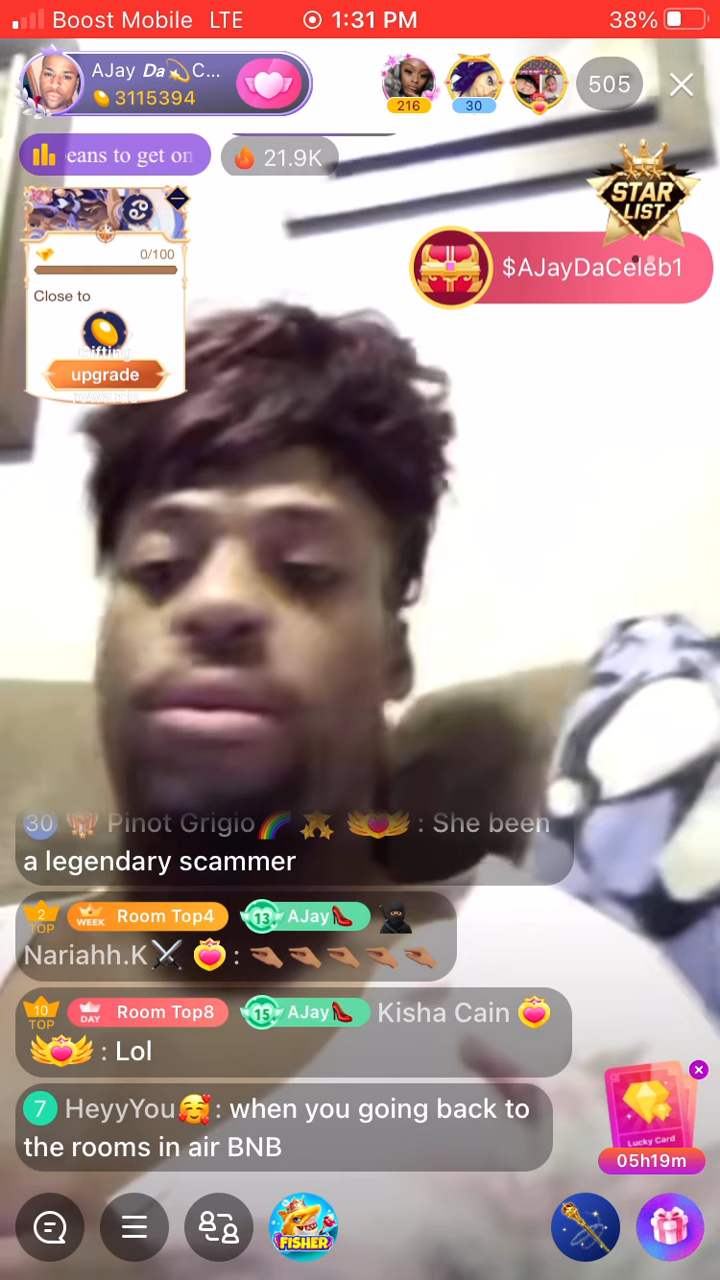 Boost Mobile LTE 1:31 PM 38%
AJay Da💫C...
3115394
216
30
505
eans to get on
21.9K
STAR LIST
0/100
$AJayDaCeleb1
Close to
Gifting
upgrade
30 Pinot Grigio🌈 : She been
a legendary scammer
2 TOP WEEK Room Top4 13 AJay👠 🥷
Nariahh.K⚔️ : 🫳🏽🫳🏽🫳🏽🫳🏽🫳🏽
10 TOP DAY Room Top8 15 AJay👠 Kisha Cain
: Lol
7 HeyyYou🥰: when you going back to
the rooms in air BNB
Lucky Card
05h19m
FISHER